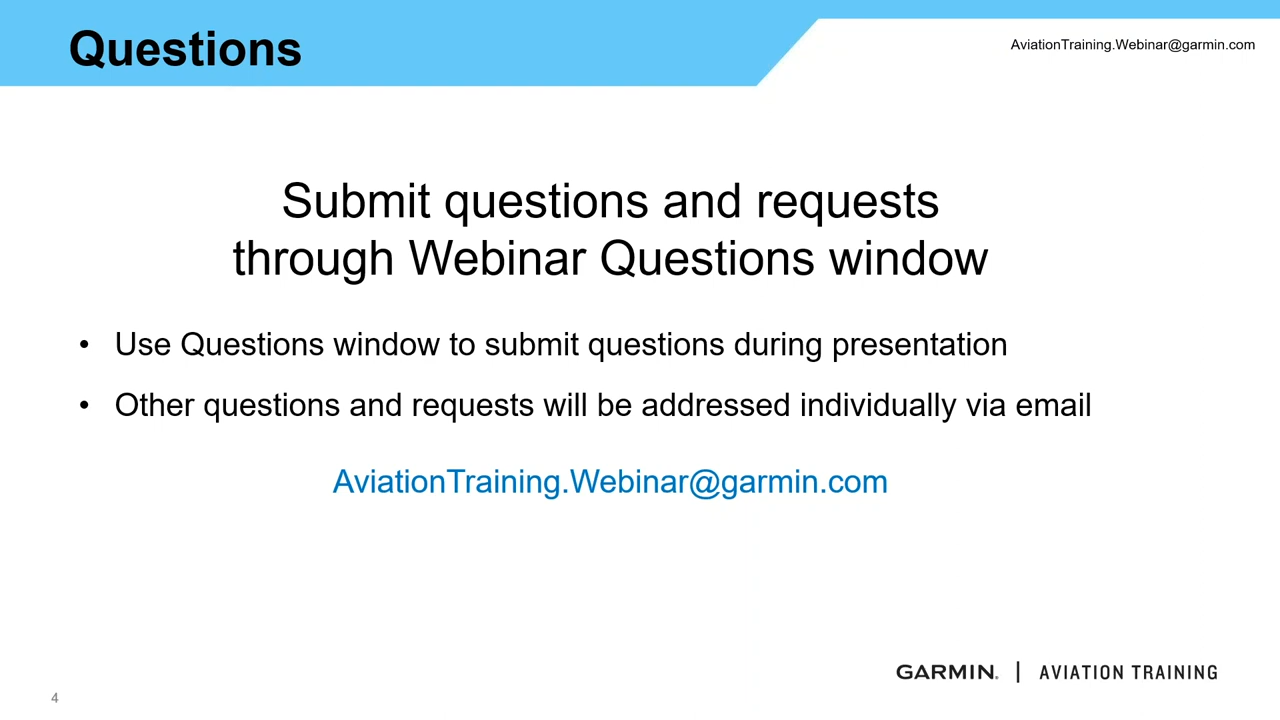 Questions
AviationTraining.Webinar@garmin.com
Submit questions and requests
through Webinar Questions window
• Use Questions window to submit questions during presentation
• Other questions and requests will be addressed individually via email
AviationTraining.Webinar@garmin.com
GARMIN. | AVIATION TRAINING
4